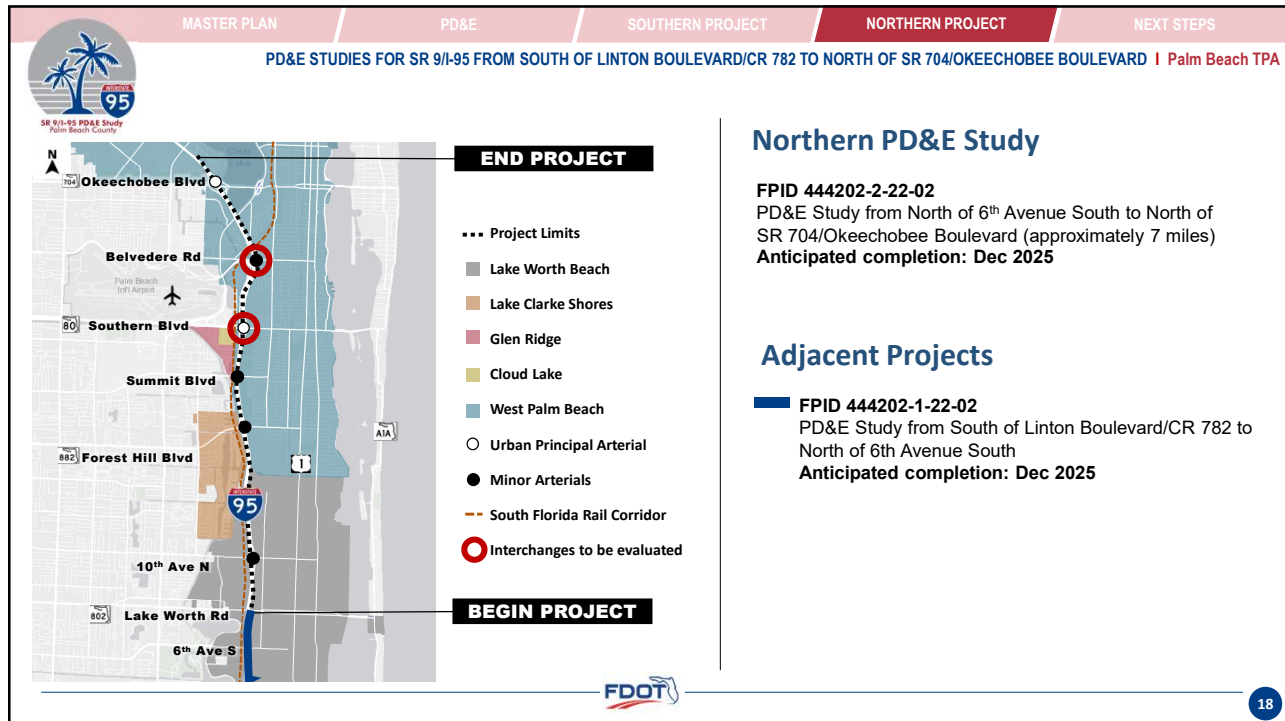 MASTER PLAN
PD&E
SOUTHERN PROJECT
NORTHERN PROJECT
NEXT STEPS
PD&E STUDIES FOR SR 9/I-95 FROM SOUTH OF LINTON BOULEVARD/CR 782 TO NORTH OF SR 704/OKEECHOBEE BOULEVARD I Palm Beach TPA
INTERSTATE
95
SR 9/I-95 PD&E Study
Palm Beach County
N
Clear
Lake
704 Okeechobee Blvd
Belvedere Rd
Palm Beach
Int'l Airport
80 Southern Blvd
Summit Blvd
A1A
882 Forest Hill Blvd
1
INTERSTATE
95
10th Ave N
802 Lake Worth Rd
6th Ave S
END PROJECT
Project Limits
Lake Worth Beach
Lake Clarke Shores
Glen Ridge
Cloud Lake
West Palm Beach
Urban Principal Arterial
Minor Arterials
South Florida Rail Corridor
Interchanges to be evaluated
BEGIN PROJECT
Northern PD&E Study
FPID 444202-2-22-02
PD&E Study from North of 6th Avenue South to North of
SR 704/Okeechobee Boulevard (approximately 7 miles)
Anticipated completion: Dec 2025
Adjacent Projects
FPID 444202-1-22-02
PD&E Study from South of Linton Boulevard/CR 782 to
North of 6th Avenue South
Anticipated completion: Dec 2025
FDOT
18